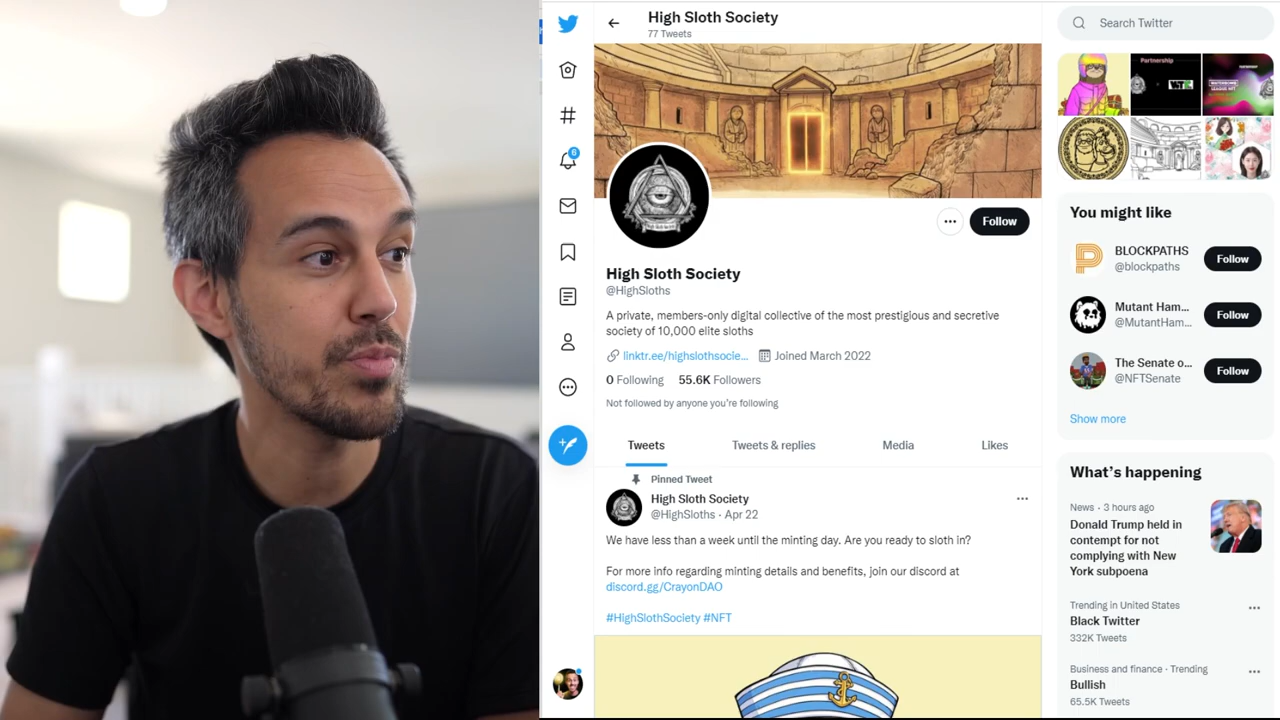 High Sloth Society
77 Tweets
Search Twitter
Partnership
Follow
High Sloth Society
@HighSloths
A private, members-only digital collective of the most prestigious and secretive
society of 10,000 elite sloths
linktr.ee/highslothsocie... Joined March 2022
0 Following 55.6K Followers
Not followed by anyone you're following
Tweets Tweets & replies Media Likes
Pinned Tweet
High Sloth Society
@HighSloths · Apr 22
We have less than a week until the minting day. Are you ready to sloth in?
For more info regarding minting details and benefits, join our discord at
discord.gg/CrayonDAO
#HighSlothSociety #NFT
6
You might like
BLOCKPATHS
@blockpaths
Follow
Mutant Ham...
@MutantHam...
Follow
The Senate o...
@NFTSenate
Follow
Show more
What's happening
News · 3 hours ago
Donald Trump held in
contempt for not
complying with New
York subpoena
Trending in United States
Black Twitter
332K Tweets
Business and finance · Trending
Bullish
65.5K Tweets